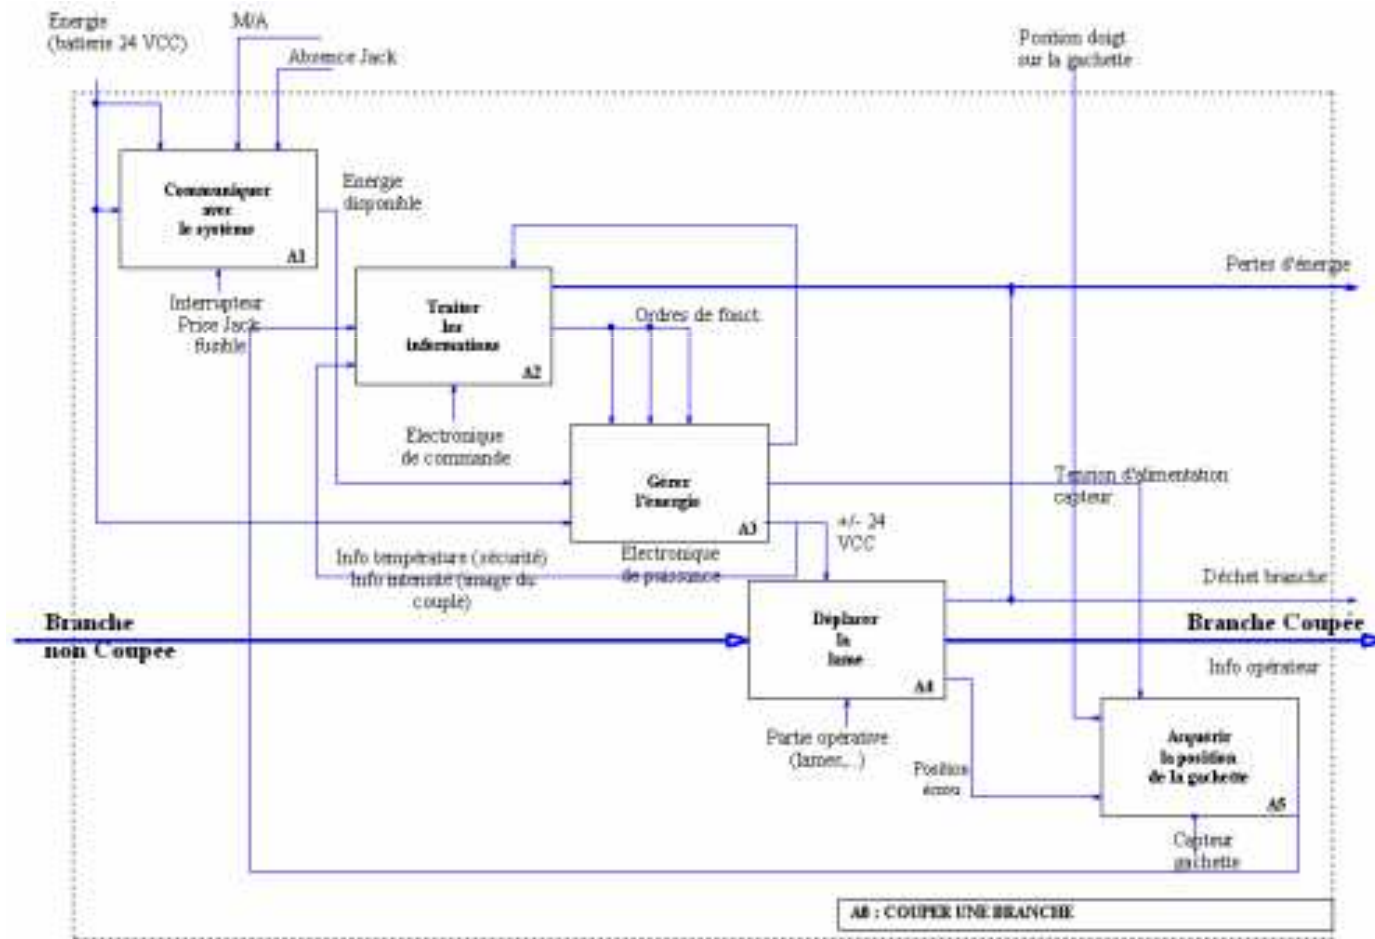 Energie
(batterie 24 VCC)
M/A
Absence Jack
Position doigt
sur la gachette
Communiquer
avec
le système
A1
Energie
disponible
Interrupteur
Prise Jack
fusible
Traiter
les
informations
A2
Pertes d'énergie
Ordres de fonct.
Electronique
de commande
Gérer
l'énergie
A3
Tension d'alimentation
capteur
+/- 24
VCC
Electronique
de puissance
Info température (sécurité)
Info intensité (image du
couple)
Déchet branche
Branche
non Coupée
Déplacer
la
lame
A4
Branche Coupée
Info opérateur
Partie opérative
(lames,..)
Position
écrou
Acquérir
la position
de la gachette
A5
Capteur
gachette
A0 : COUPER UNE BRANCHE